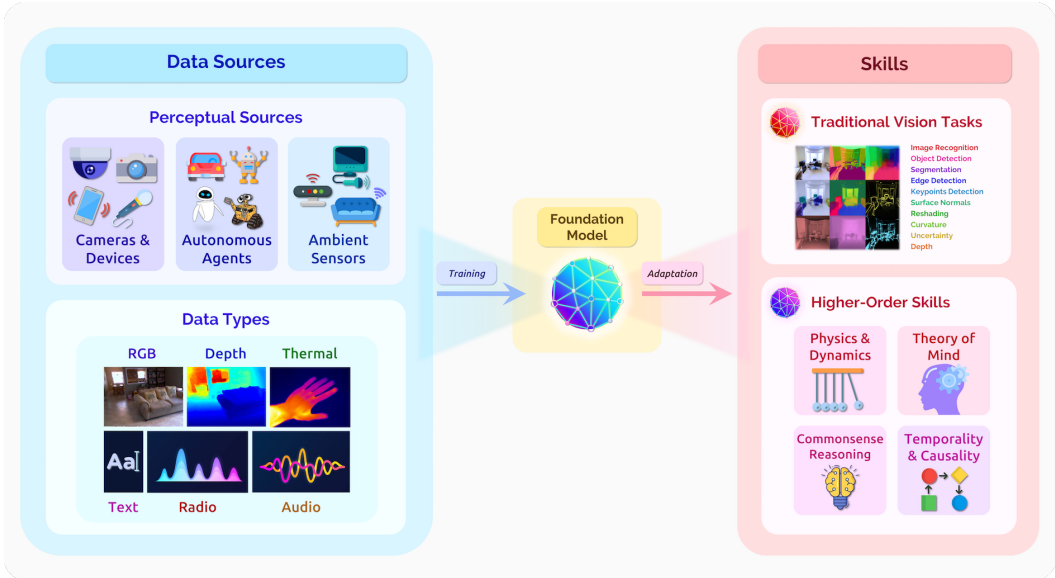 Data Sources
Perceptual Sources
Cameras &
Devices
Autonomous
Agents
Ambient
Sensors
Data Types
RGB
Depth
Thermal
Aa
Text
Radio
Audio
Training
Foundation
Model
Adaptation
Skills
Traditional Vision Tasks
Image Recognition
Object Detection
Segmentation
Edge Detection
Keypoints Detection
Surface Normals
Reshading
Curvature
Uncertainty
Depth
Higher-Order Skills
Physics &
Dynamics
Theory of
Mind
Commonsense
Reasoning
Temporality
& Causality